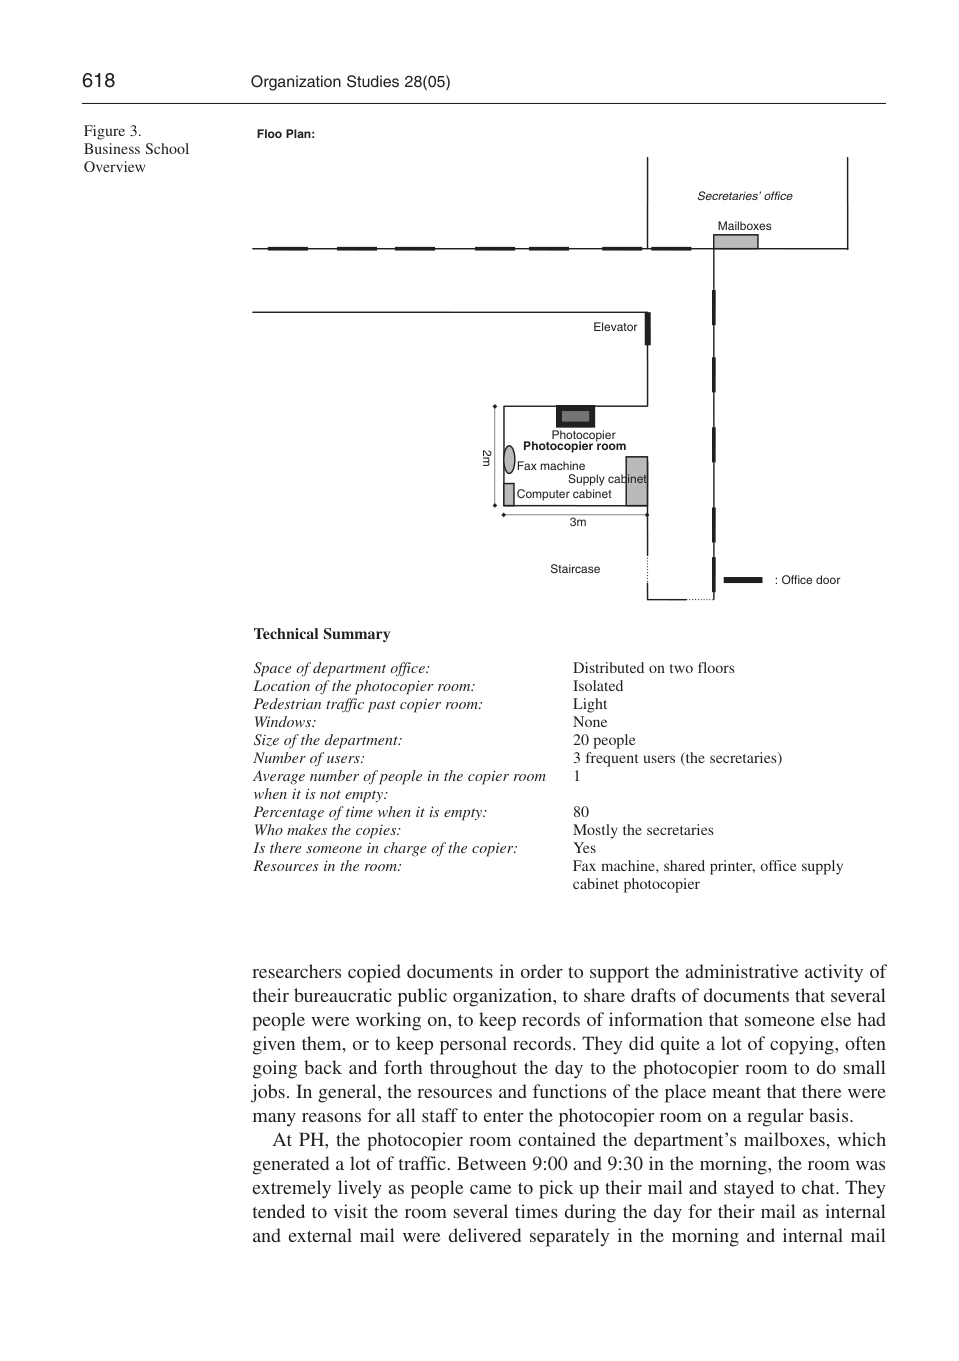 618
Organization Studies 28(05)
Figure 3.
Business School
Overview
Floo Plan:
Secretaries' office
Mailboxes
Elevator
Photocopier
Photocopier room
2m
Fax machine
Supply cabinet
Computer cabinet
3m
Staircase
: Office door
Technical Summary
Space of department office: Distributed on two floors
Location of the photocopier room: Isolated
Pedestrian traffic past copier room: Light
Windows: None
Size of the department: 20 people
Number of users: 3 frequent users (the secretaries)
Average number of people in the copier room 1
when it is not empty:
Percentage of time when it is empty: 80
Who makes the copies: Mostly the secretaries
Is there someone in charge of the copier: Yes
Resources in the room: Fax machine, shared printer, office supply
cabinet photocopier
researchers copied documents in order to support the administrative activity of
their bureaucratic public organization, to share drafts of documents that several
people were working on, to keep records of information that someone else had
given them, or to keep personal records. They did quite a lot of copying, often
going back and forth throughout the day to the photocopier room to do small
jobs. In general, the resources and functions of the place meant that there were
many reasons for all staff to enter the photocopier room on a regular basis.
At PH, the photocopier room contained the department's mailboxes, which
generated a lot of traffic. Between 9:00 and 9:30 in the morning, the room was
extremely lively as people came to pick up their mail and stayed to chat. They
tended to visit the room several times during the day for their mail as internal
and external mail were delivered separately in the morning and internal mail